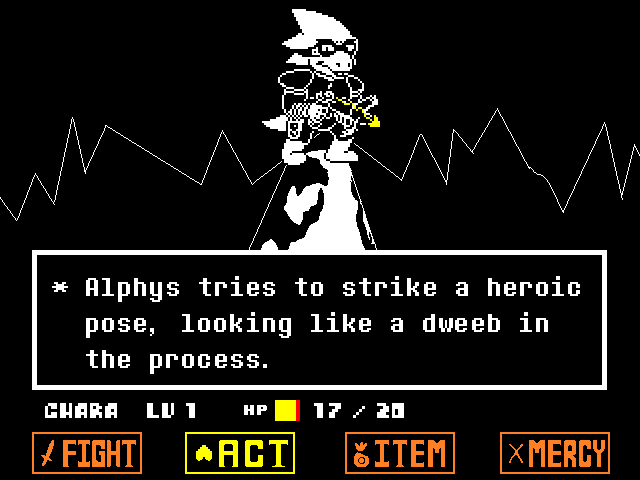 * Alphys tries to strike a heroic
pose, looking like a dweeb in
the process.
CHARA LV 1 HP 17 / 20
FIGHT ACT ITEM MERCY